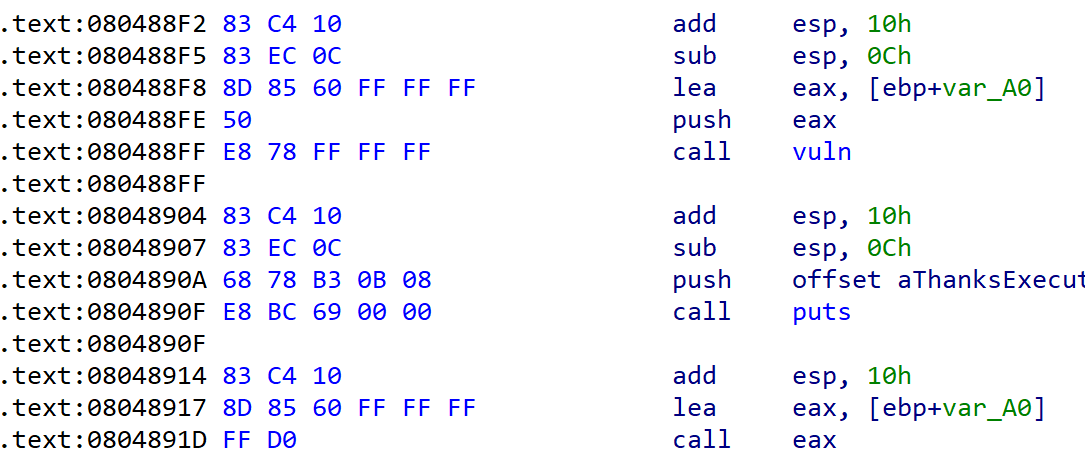 .text:080488F2 83 C4 10 add esp, 10h
.text:080488F5 83 EC 0C sub esp, 0Ch
.text:080488F8 8D 85 60 FF FF FF lea eax, [ebp+var_A0]
.text:080488FE 50 push eax
.text:080488FF E8 78 FF FF FF call vuln
.text:080488FF
.text:08048904 83 C4 10 add esp, 10h
.text:08048907 83 EC 0C sub esp, 0Ch
.text:0804890A 68 78 B3 0B 08 push offset aThanksExecut
.text:0804890F E8 BC 69 00 00 call puts
.text:0804890F
.text:08048914 83 C4 10 add esp, 10h
.text:08048917 8D 85 60 FF FF FF lea eax, [ebp+var_A0]
.text:0804891D FF D0 call eax